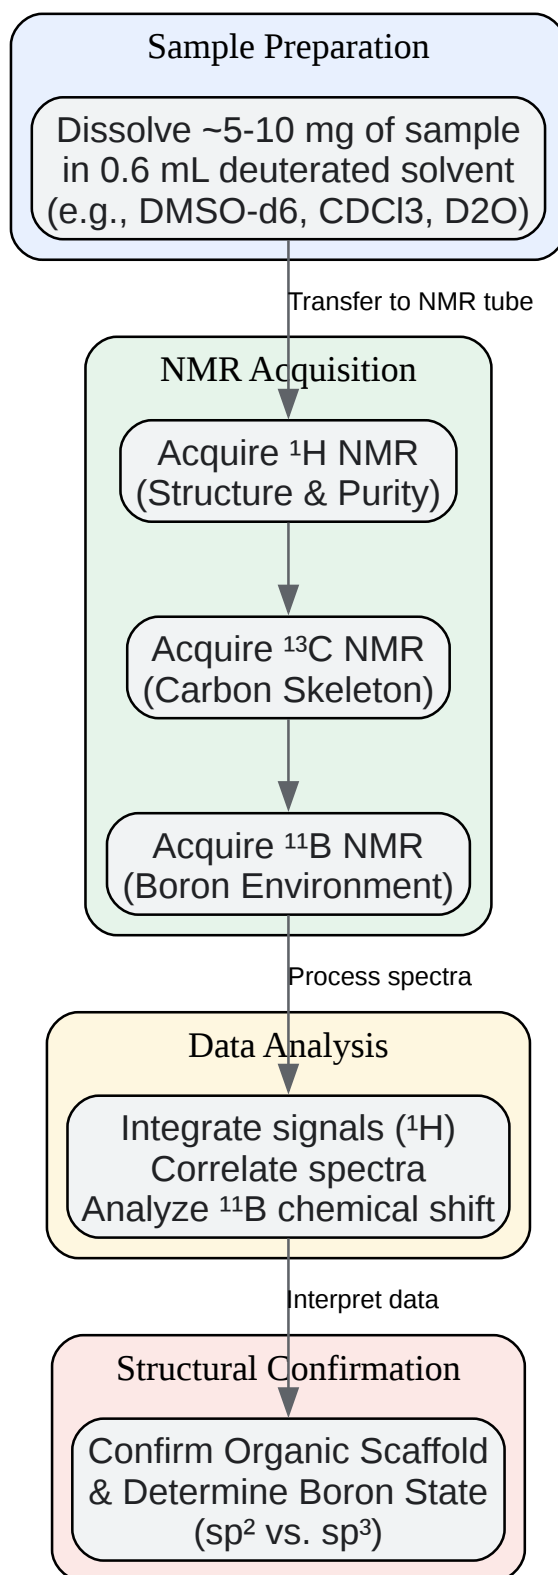 Sample Preparation
Dissolve ~5-10 mg of sample
in 0.6 mL deuterated solvent
(e.g., DMSO-d6, CDCl3, D2O)
Transfer to NMR tube
NMR Acquisition
Acquire ¹H NMR
(Structure & Purity)
Acquire ¹³C NMR
(Carbon Skeleton)
Acquire ¹¹B NMR
(Boron Environment)
Process spectra
Data Analysis
Integrate signals (¹H)
Correlate spectra
Analyze ¹¹B chemical shift
Interpret data
Structural Confirmation
Confirm Organic Scaffold
& Determine Boron State
(sp² vs. sp³)